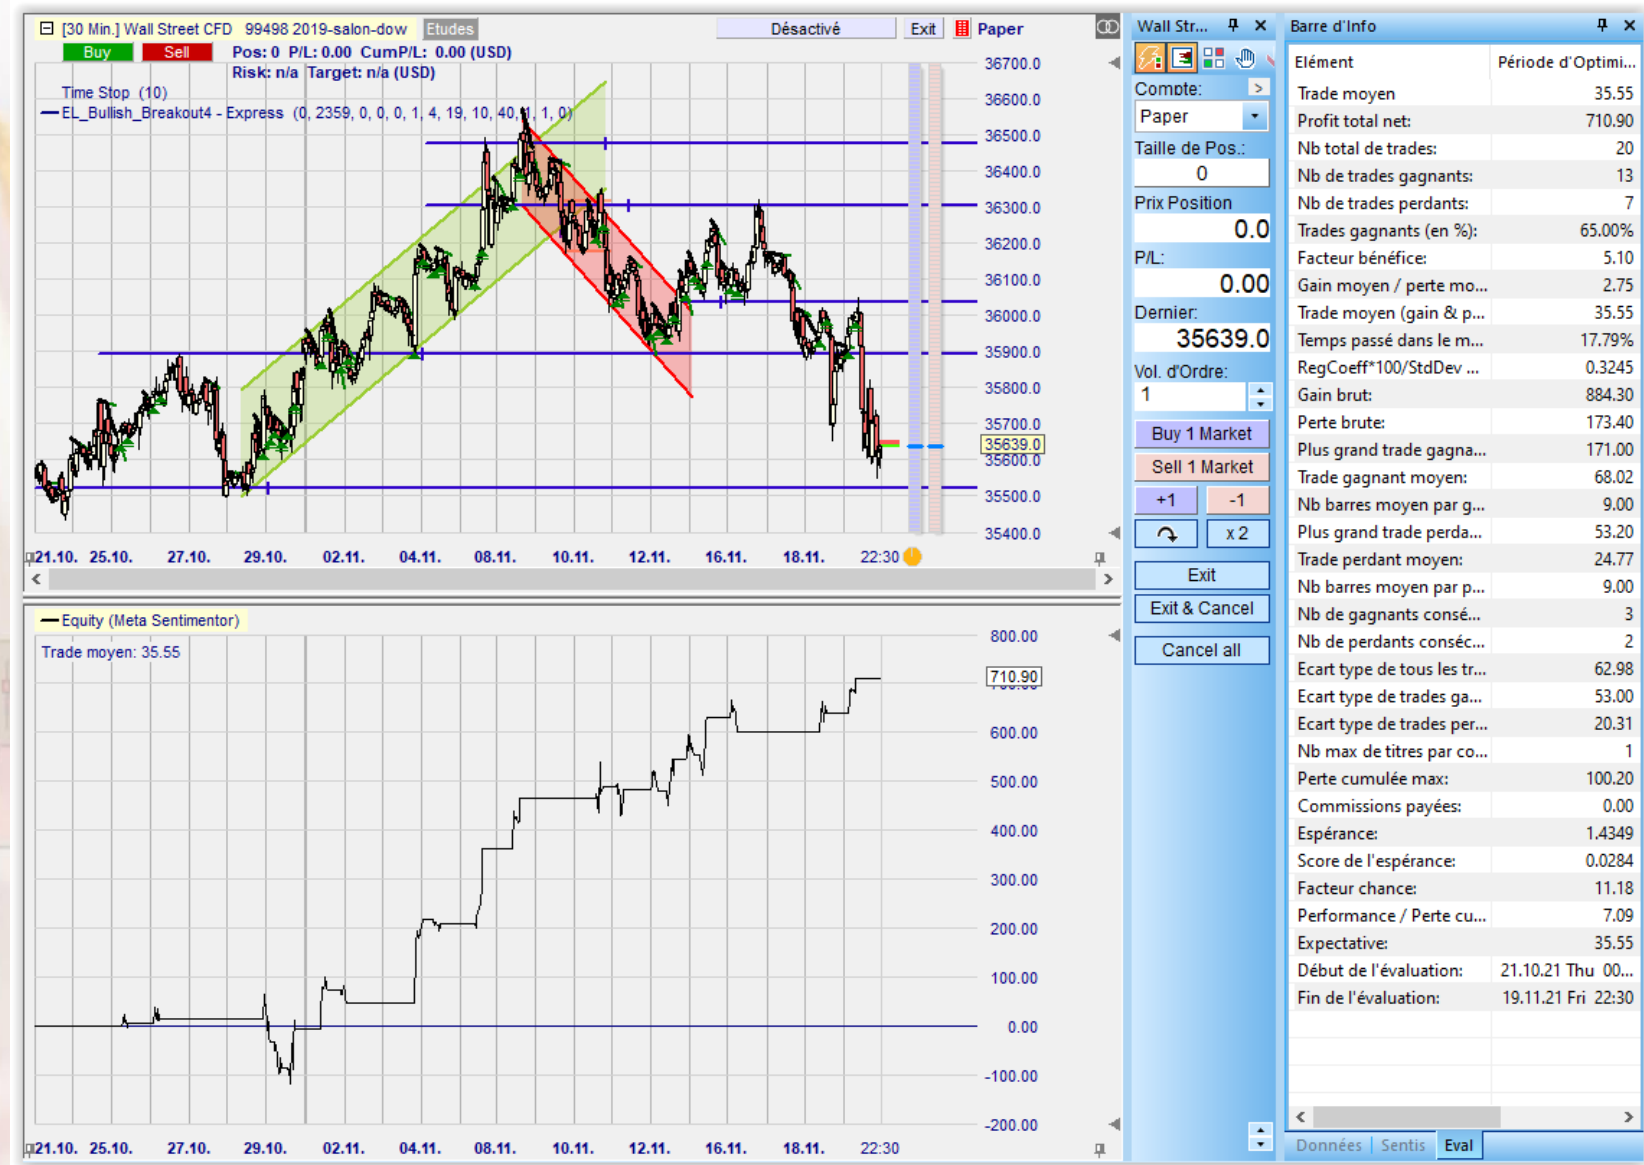 [30 Min.] Wall Street CFD 99498 2019-salon-dow Etudes Désactivé Exit Paper
Buy Sell Pos: 0 P/L: 0.00 CumP/L: 0.00 (USD)
Risk: n/a Target: n/a (USD)
Time Stop (10)
EL_Bullish_Breakout4 - Express (0, 2359, 0, 0, 0, 1, 4, 19, 10, 40, 1, 1, 0)
36700.0
36600.0
36500.0
36400.0
36300.0
36200.0
36100.0
36000.0
35900.0
35800.0
35700.0
35639.0
35600.0
35500.0
35400.0
21.10. 25.10. 27.10. 29.10. 02.11. 04.11. 08.11. 10.11. 12.11. 16.11. 18.11. 22:30
Equity (Meta Sentimentor)
Trade moyen: 35.55
800.00
710.90
600.00
500.00
400.00
300.00
200.00
100.00
0.00
-100.00
-200.00
21.10. 25.10. 27.10. 29.10. 02.11. 04.11. 08.11. 10.11. 12.11. 16.11. 18.11. 22:30
Wall Str...
Compte: >
Paper
Taille de Pos.:
0
Prix Position
0.0
P/L:
0.00
Dernier:
35639.0
Vol. d'Ordre:
1
Buy 1 Market
Sell 1 Market
+1 -1
x 2
Exit
Exit & Cancel
Cancel all
Barre d'Info
Elément Période d'Optimi...
Trade moyen 35.55
Profit total net: 710.90
Nb total de trades: 20
Nb de trades gagnants: 13
Nb de trades perdants: 7
Trades gagnants (en %): 65.00%
Facteur bénéfice: 5.10
Gain moyen / perte mo... 2.75
Trade moyen (gain & p... 35.55
Temps passé dans le m... 17.79%
RegCoeff*100/StdDev ... 0.3245
Gain brut: 884.30
Perte brute: 173.40
Plus grand trade gagna... 171.00
Trade gagnant moyen: 68.02
Nb barres moyen par g... 9.00
Plus grand trade perda... 53.20
Trade perdant moyen: 24.77
Nb barres moyen par p... 9.00
Nb de gagnants consé... 3
Nb de perdants conséc... 2
Ecart type de tous les tr... 62.98
Ecart type de trades ga... 53.00
Ecart type de trades per... 20.31
Nb max de titres par co... 1
Perte cumulée max: 100.20
Commissions payées: 0.00
Espérance: 1.4349
Score de l'espérance: 0.0284
Facteur chance: 11.18
Performance / Perte cu... 7.09
Expectative: 35.55
Début de l'évaluation: 21.10.21 Thu 00...
Fin de l'évaluation: 19.11.21 Fri 22:30
Données Sentis Eval